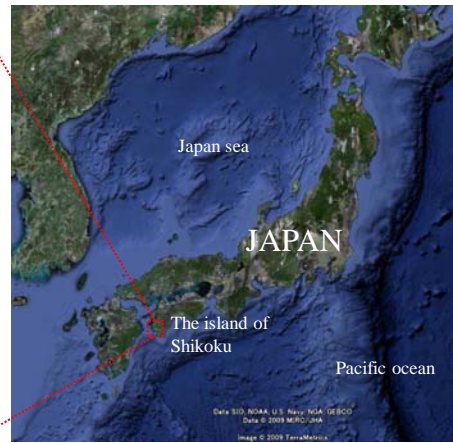 Japan sea
JAPAN
The island of
Shikoku
Pacific ocean
Data SIO, NOAA, U.S. Navy, NGA, GEBCO
Data © 2009 MIRC/JHA
Image © 2009 TerraMetrics